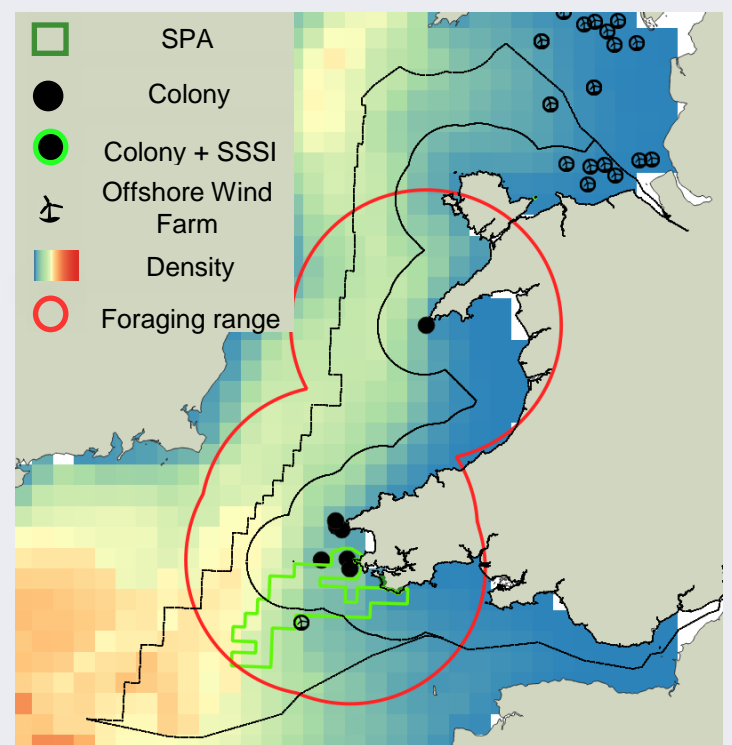 SPA
Colony
Colony + SSSI
Offshore Wind
Farm
Density
Foraging range